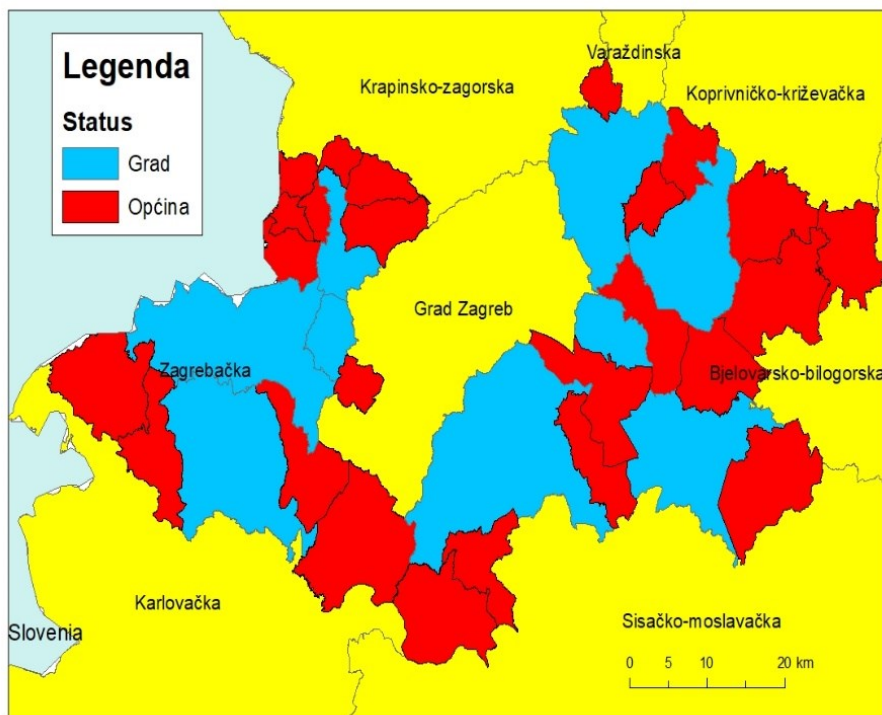 Legenda
Status
Grad
Općina
Varaždinska
Krapinsko-zagorska
Koprivničko-križevačka
Grad Zagreb
Zagrebačka
Bjelovarsko-bilogorska
Karlovačka
Slovenia
Sisačko-moslavačka
0 5 10 20 km